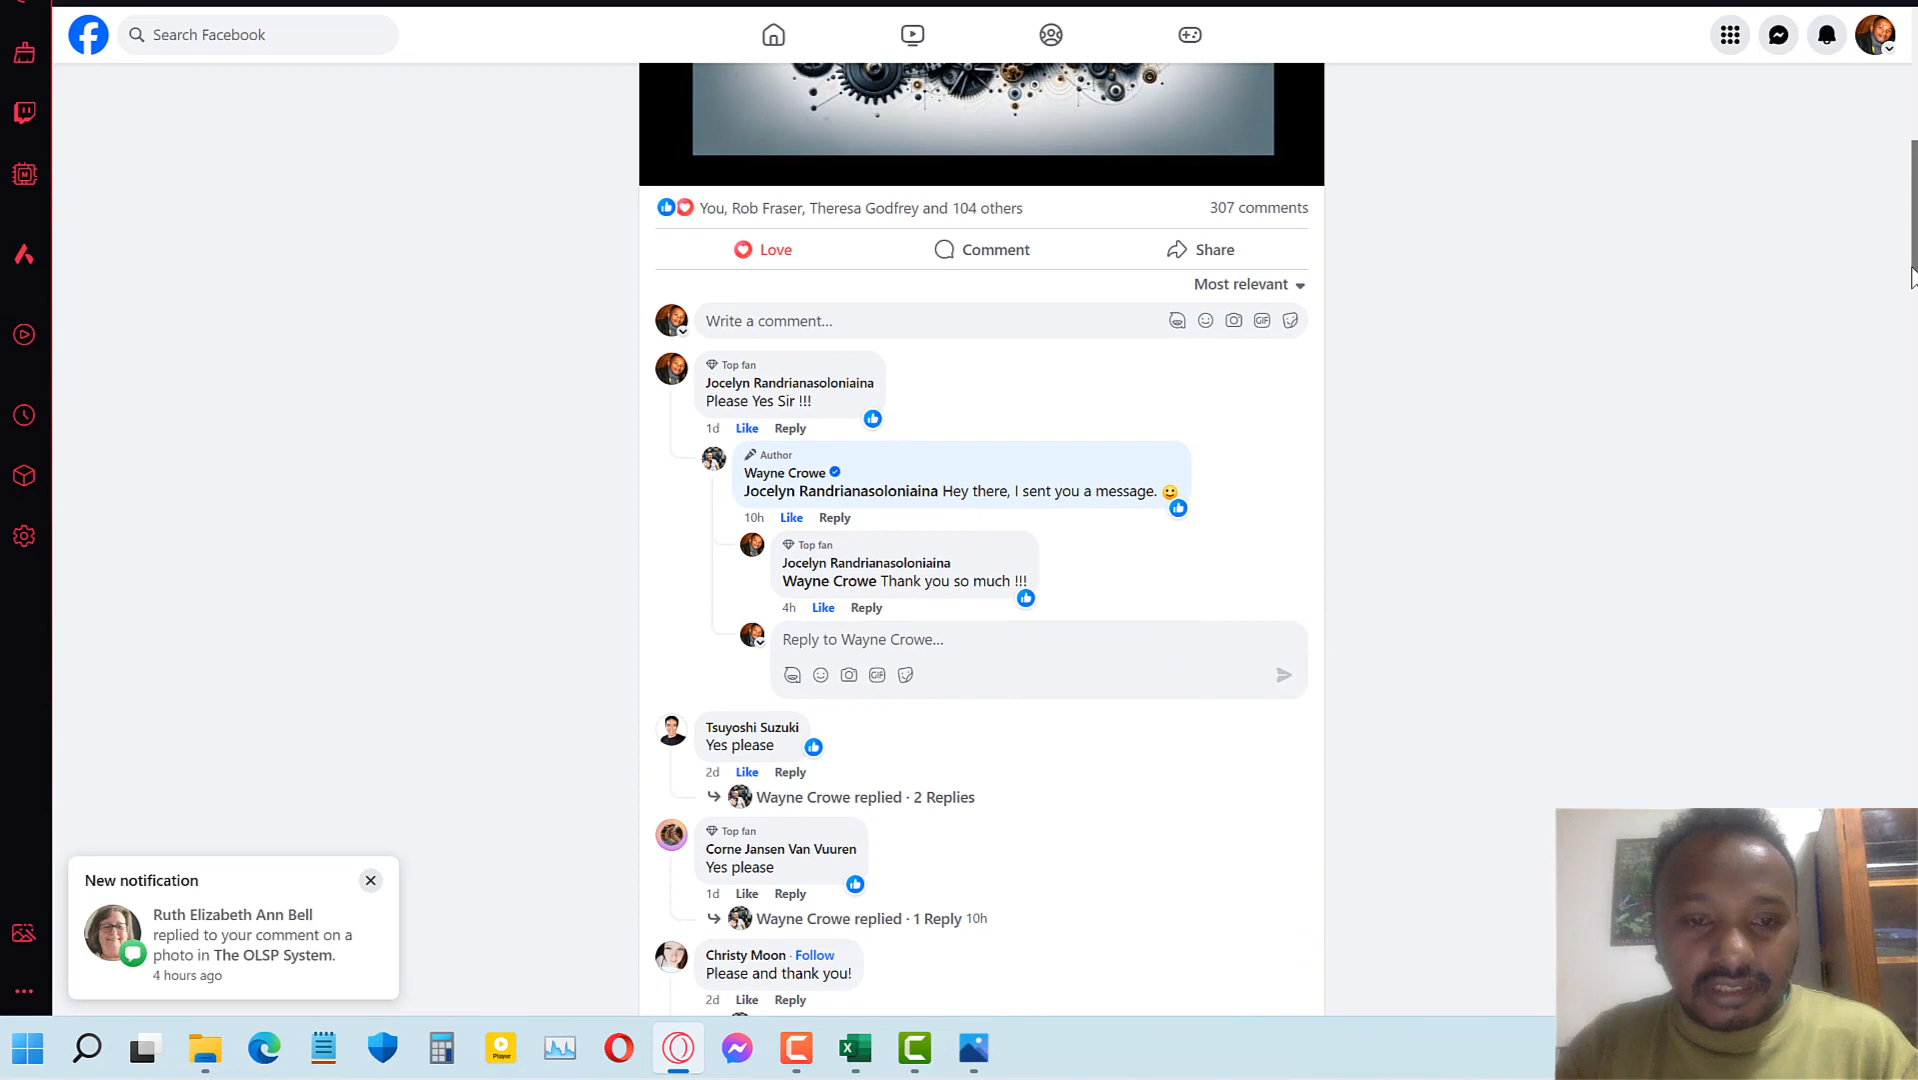 Search Facebook
You, Rob Fraser, Theresa Godfrey and 104 others
307 comments
Love
Comment
Share
Most relevant
Write a comment...
GIF
Top fan
Jocelyn Randrianasoloniaina
Please Yes Sir !!!
1d Like Reply
Author
Wayne Crowe
Jocelyn Randrianasoloniaina Hey there, I sent you a message.
10h Like Reply
Top fan
Jocelyn Randrianasoloniaina
Wayne Crowe Thank you so much !!!
4h Like Reply
Reply to Wayne Crowe...
GIF
Tsuyoshi Suzuki
Yes please
2d Like Reply
Wayne Crowe replied · 2 Replies
Top fan
Corne Jansen Van Vuuren
Yes please
1d Like Reply
Wayne Crowe replied · 1 Reply 10h
Christy Moon · Follow
Please and thank you!
2d Like Reply
New notification
Ruth Elizabeth Ann Bell
replied to your comment on a
photo in The OLSP System.
4 hours ago
Player